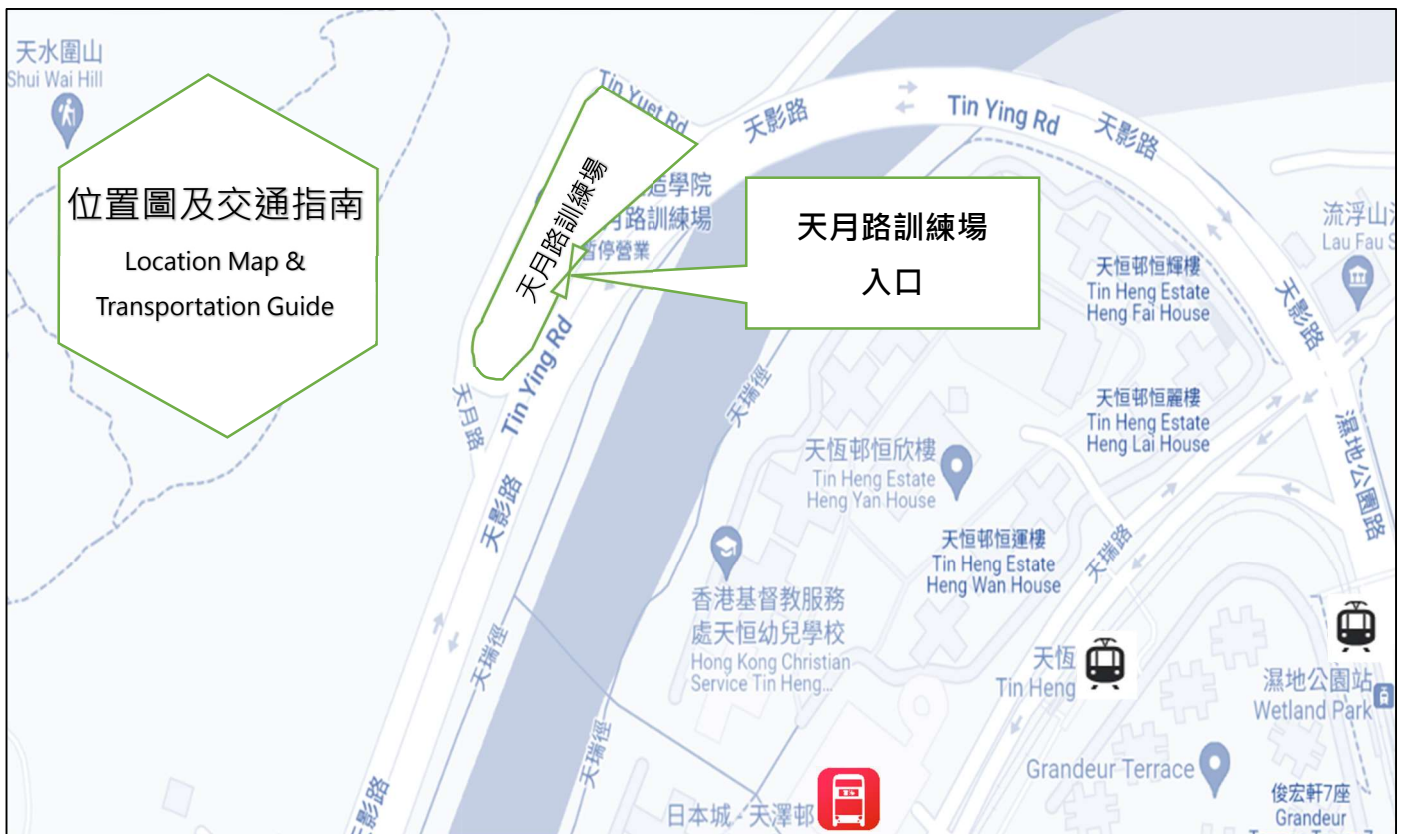 天水圍山
Shui Wai Hill
位置圖及交通指南
Location Map &
Transportation Guide
Tin Yuet Rd
天月路訓練場
造學院
月路訓練場
暫停營業
天月路訓練場
入口
天影路
Tin Ying Rd
天影路
天影路
流浮山
Lau Fau S
天恒邨恒輝樓
Tin Heng Estate
Heng Fai House
天恒邨恒麗樓
Tin Heng Estate
Heng Lai House
濕地公園路
天月路
Tin Ying Rd
天影路
天瑞徑
天恆邨恒欣樓
Tin Heng Estate
Heng Yan House
天恒邨恒運樓
Tin Heng Estate
Heng Wan House
天瑞路
香港基督教服務
處天恒幼兒學校
Hong Kong Christian
Service Tin Heng...
天瑞徑
天瑞徑
天恆
Tin Heng
濕地公園站
Wetland Park
Grandeur Terrace
俊宏軒7座
Grandeur
天影路
日本城 - 天澤邨